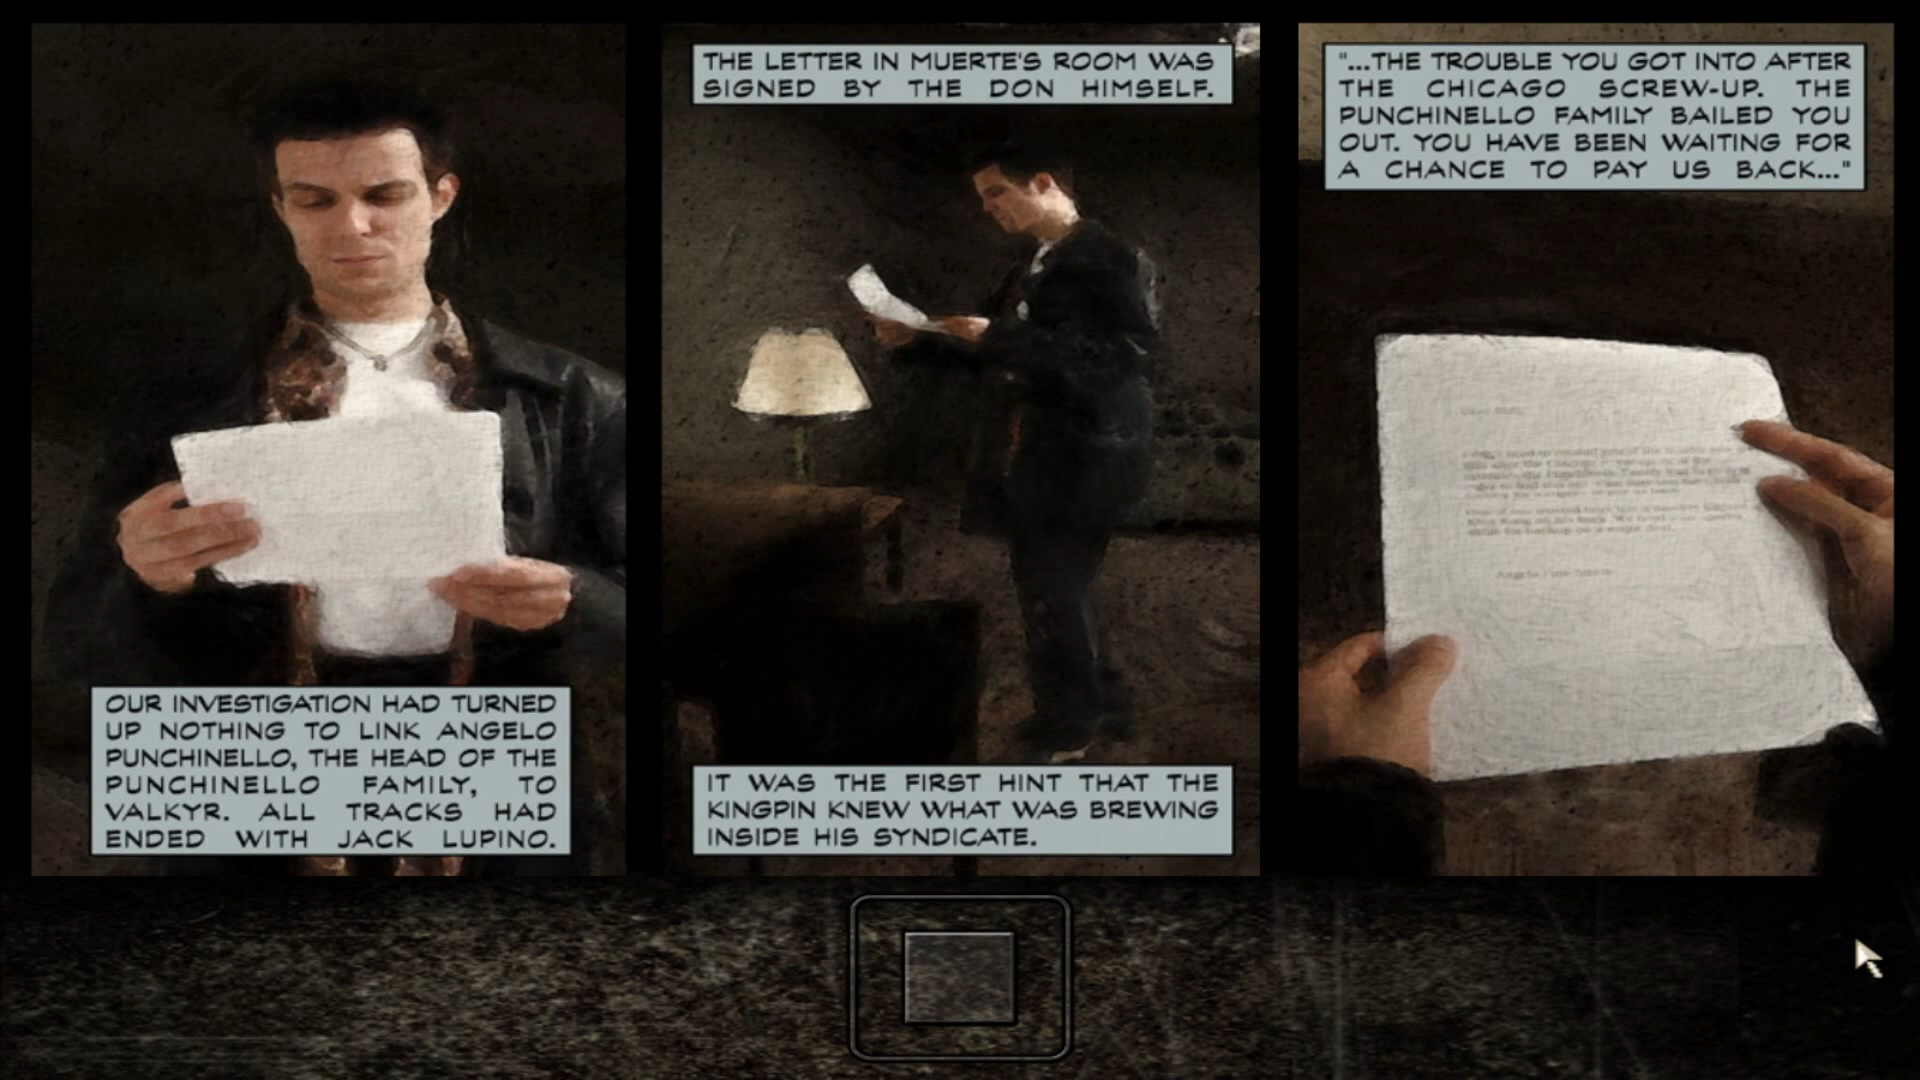 OUR INVESTIGATION HAD TURNED
UP NOTHING TO LINK ANGELO
PUNCHINELLO, THE HEAD OF THE
PUNCHINELLO FAMILY, TO
VALKYR. ALL TRACKS HAD
ENDED WITH JACK LUPINO.
THE LETTER IN MUERTE'S ROOM WAS
SIGNED BY THE DON HIMSELF.
IT WAS THE FIRST HINT THAT THE
KINGPIN KNEW WHAT WAS BREWING
INSIDE HIS SYNDICATE.
"...THE TROUBLE YOU GOT INTO AFTER
THE CHICAGO SCREW-UP. THE
PUNCHINELLO FAMILY BAILED YOU
OUT. YOU HAVE BEEN WAITING FOR
A CHANCE TO PAY US BACK..."